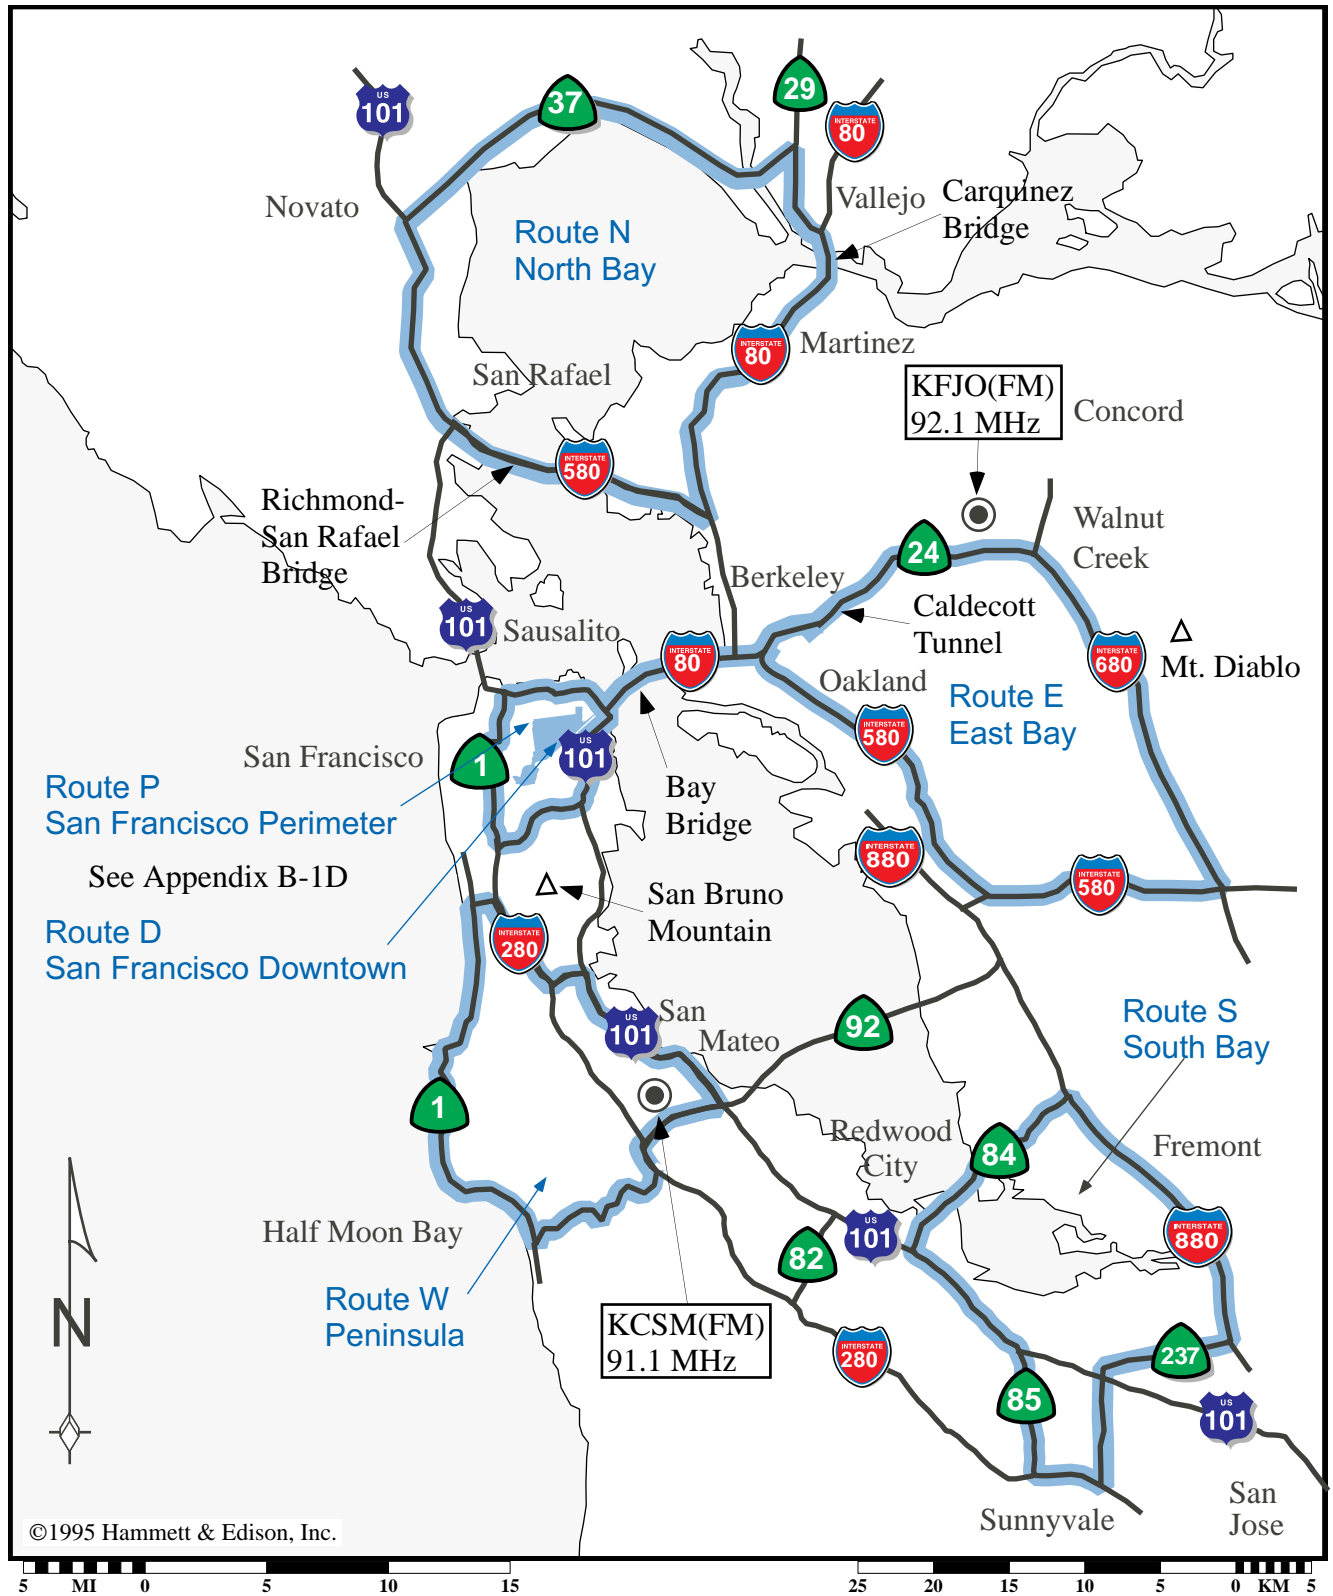 US
101
37
29
INTERSTATE
80
Novato
Vallejo
Carquinez
Bridge
Route N
North Bay
INTERSTATE
80
Martinez
San Rafael
KFJO(FM)
92.1 MHz
Concord
INTERSTATE
580
Richmond-
San Rafael
Bridge
Walnut
Creek
24
Berkeley
Caldecott
Tunnel
US
101
Sausalito
INTERSTATE
80
INTERSTATE
680
Mt. Diablo
Oakland
Route E
East Bay
INTERSTATE
580
San Francisco
1
US
101
Route P
San Francisco Perimeter
Bay
Bridge
INTERSTATE
880
See Appendix B-1D
INTERSTATE
580
San Bruno
Mountain
Route D
San Francisco Downtown
INTERSTATE
280
San
Mateo
US
101
92
Route S
South Bay
1
Redwood
City
84
Fremont
Half Moon Bay
US
101
INTERSTATE
880
82
Route W
Peninsula
N
KCSM(FM)
91.1 MHz
INTERSTATE
280
237
85
US
101
San
Jose
Sunnyvale
©1995 Hammett & Edison, Inc.
5 MI 0 5 10 15
25 20 15 10 5 0 KM 5